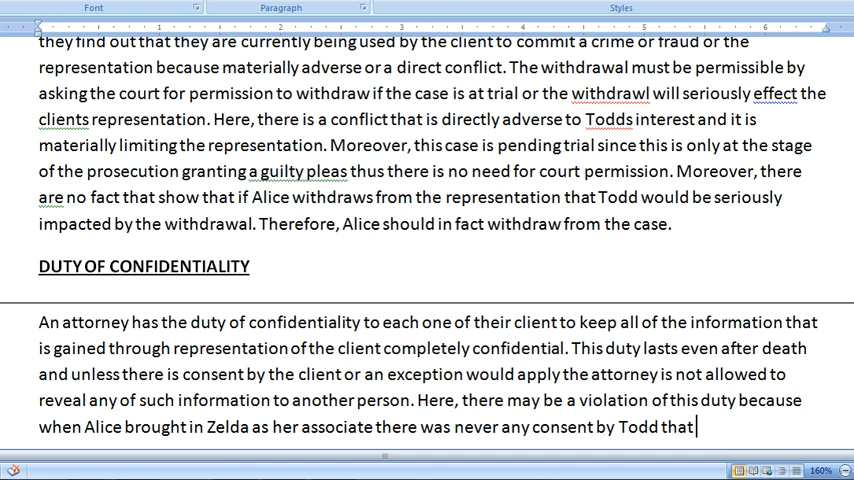 Font Paragraph Styles
1 2 3 4 5 6
they find out that they are currently being used by the client to commit a crime or fraud or the
representation because materially adverse or a direct conflict. The withdrawal must be permissible by
asking the court for permission to withdraw if the case is at trial or the withdrawl will seriously effect the
clients representation. Here, there is a conflict that is directly adverse to Todds interest and it is
materially limiting the representation. Moreover, this case is pending trial since this is only at the stage
of the prosecution granting a guilty pleas thus there is no need for court permission. Moreover, there
are no fact that show that if Alice withdraws from the representation that Todd would be seriously
impacted by the withdrawal. Therefore, Alice should in fact withdraw from the case.
DUTY OF CONFIDENTIALITY
An attorney has the duty of confidentiality to each one of their client to keep all of the information that
is gained through representation of the client completely confidential. This duty lasts even after death
and unless there is consent by the client or an exception would apply the attorney is not allowed to
reveal any of such information to another person. Here, there may be a violation of this duty because
when Alice brought in Zelda as her associate there was never any consent by Todd that
160%